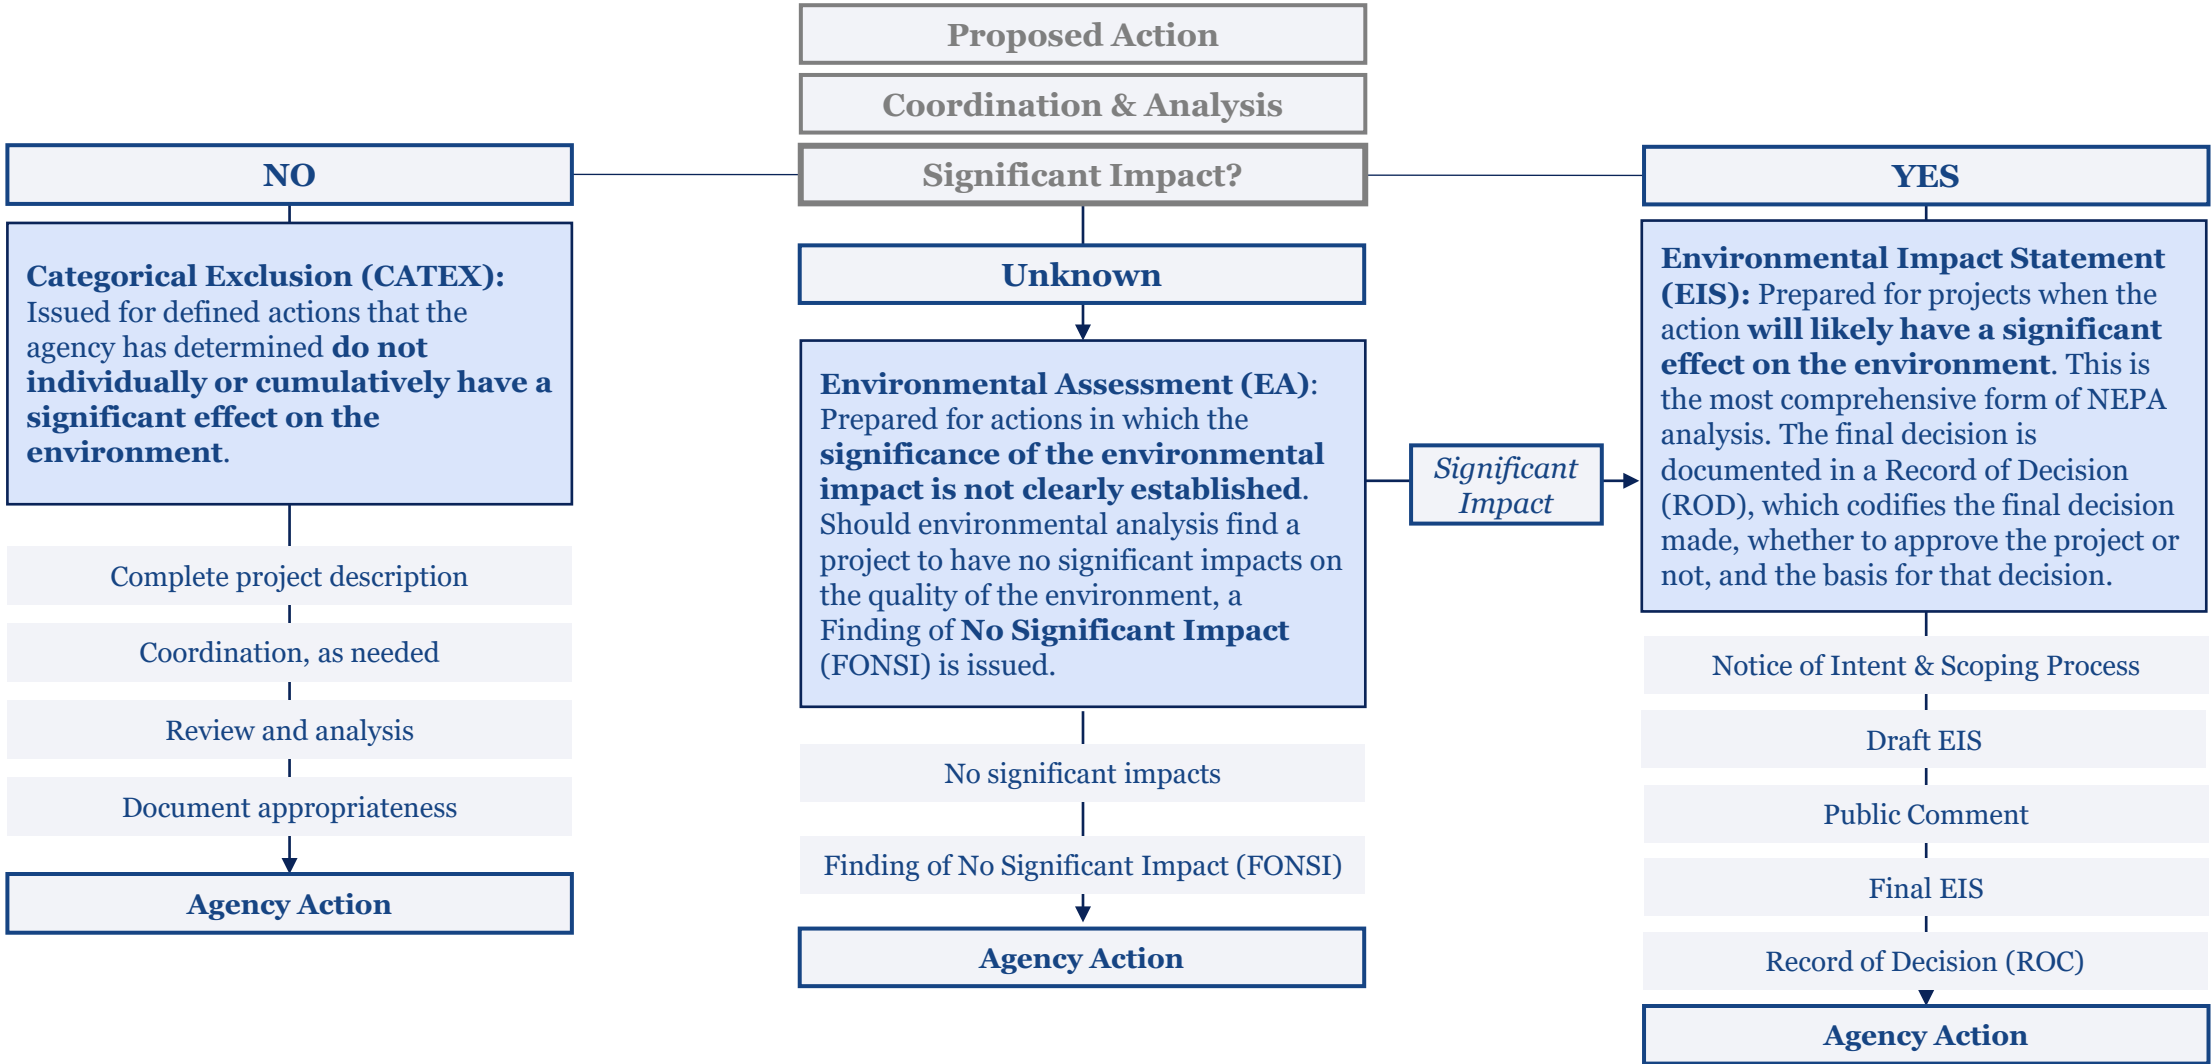 Proposed Action
Coordination & Analysis
Significant Impact?
NO
Categorical Exclusion (CATEX):
Issued for defined actions that the
agency has determined do not
individually or cumulatively have a
significant effect on the
environment.
Complete project description
Coordination, as needed
Review and analysis
Document appropriateness
Agency Action
Unknown
Environmental Assessment (EA):
Prepared for actions in which the
significance of the environmental
impact is not clearly established.
Should environmental analysis find a
project to have no significant impacts on
the quality of the environment, a
Finding of No Significant Impact
(FONSI) is issued.
No significant impacts
Finding of No Significant Impact (FONSI)
Agency Action
Significant
Impact
YES
Environmental Impact Statement
(EIS): Prepared for projects when the
action will likely have a significant
effect on the environment. This is
the most comprehensive form of NEPA
analysis. The final decision is
documented in a Record of Decision
(ROD), which codifies the final decision
made, whether to approve the project or
not, and the basis for that decision.
Notice of Intent & Scoping Process
Draft EIS
Public Comment
Final EIS
Record of Decision (ROC)
Agency Action